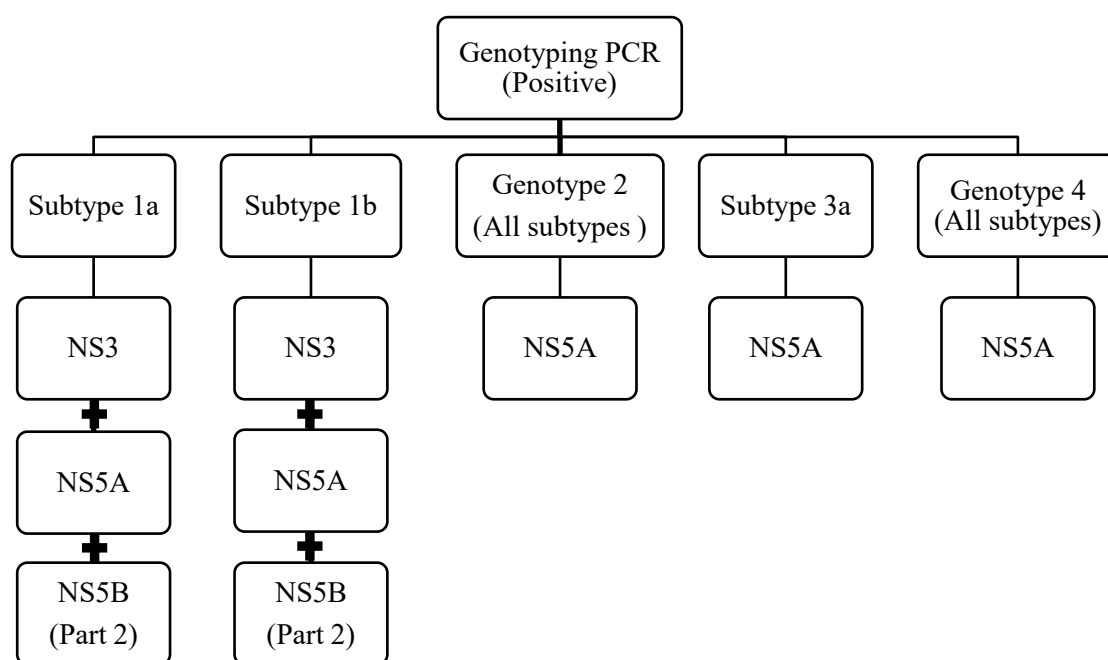 Genotyping PCR
(Positive)
Subtype 1a
Subtype 1b
Genotype 2
(All subtypes )
Subtype 3a
Genotype 4
(All subtypes)
NS3
NS3
NS5A
NS5A
NS5A
NS5A
NS5A
NS5B
(Part 2)
NS5B
(Part 2)